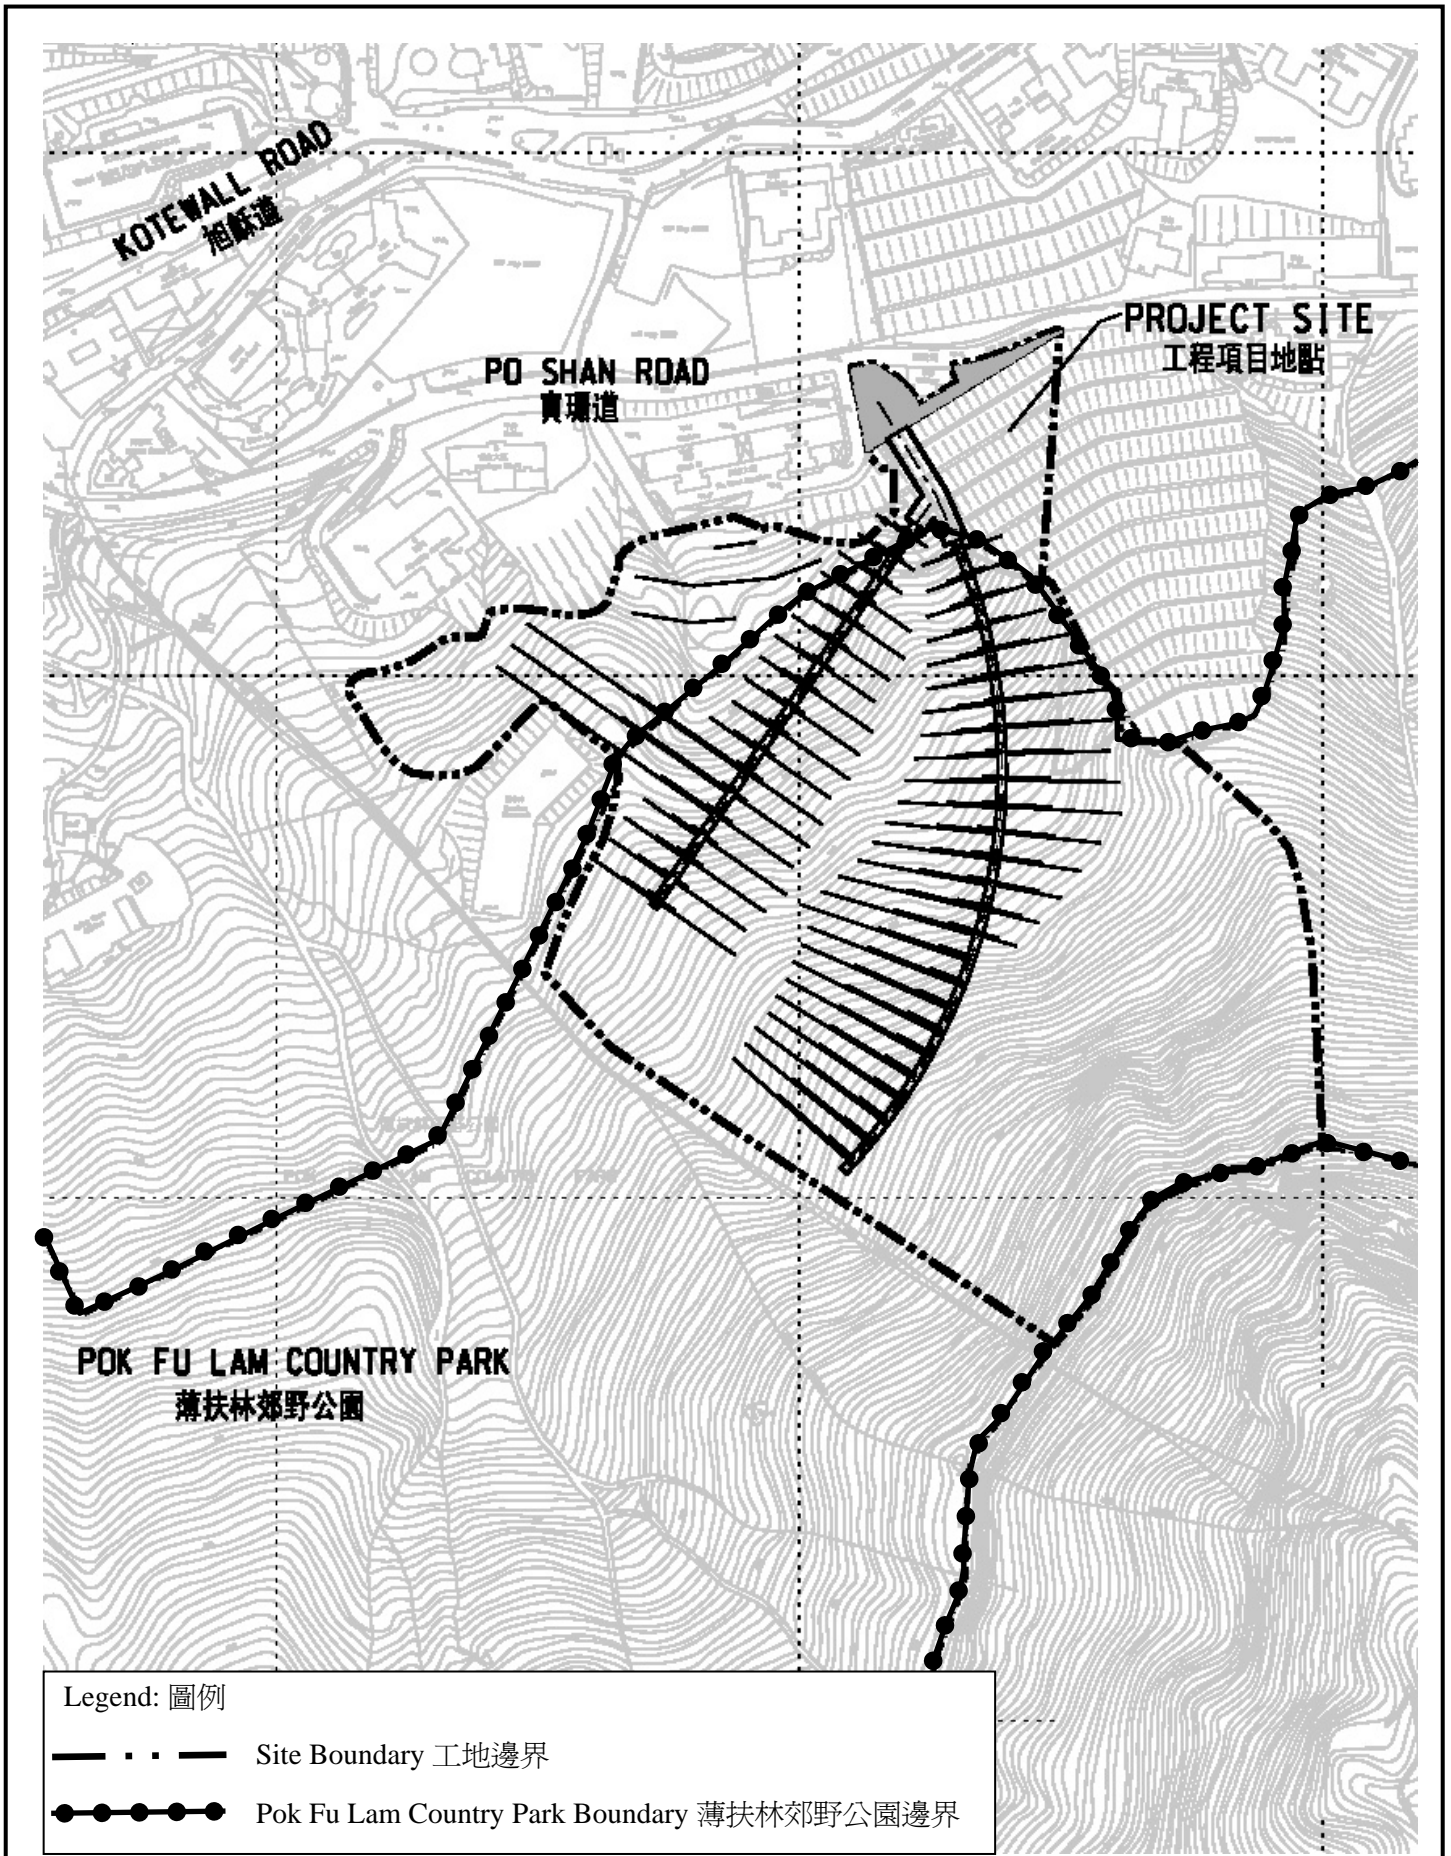 KOTEWALL ROAD
旭龢道
PROJECT SITE
工程項目地點
PO SHAN ROAD
寶珊道
POK FU LAM COUNTRY PARK
薄扶林郊野公園
Legend: 圖例
Site Boundary 工地邊界
Pok Fu Lam Country Park Boundary 薄扶林郊野公園邊界